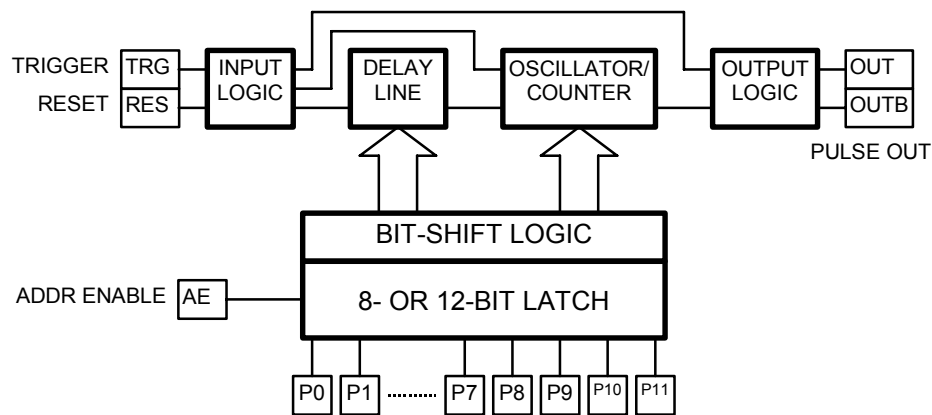 TRIGGER TRG INPUT LOGIC DELAY LINE OSCILLATOR/ COUNTER OUTPUT LOGIC OUT
RESET RES OUTB
PULSE OUT
BIT-SHIFT LOGIC
ADDR ENABLE AE 8- OR 12-BIT LATCH
P0 P1 ........... P7 P8 P9 P10 P11